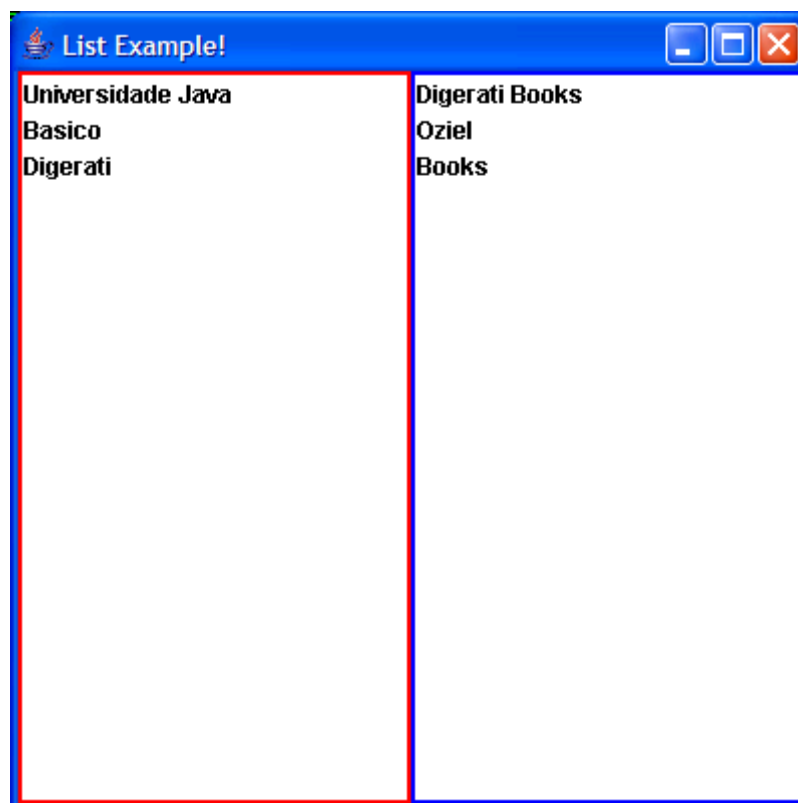 List Example!
Universidade Java
Basico
Digerati
Digerati Books
Oziel
Books